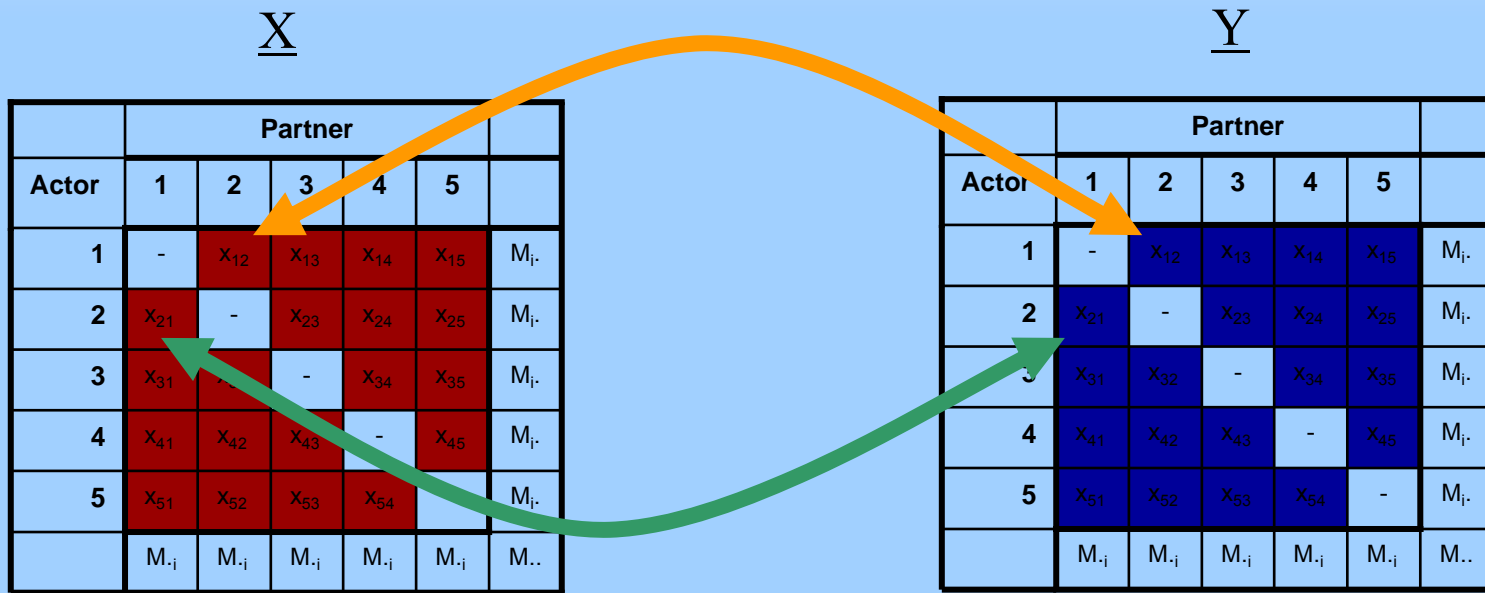 X
Partner
Actor 1 2 3 4 5
1 - x₁₂ x₁₃ x₁₄ x₁₅ Mᵢ.
2 x₂₁ - x₂₃ x₂₄ x₂₅ Mᵢ.
3 x₃₁ - x₃₄ x₃₅ Mᵢ.
4 x₄₁ x₄₂ x₄₃ - x₄₅ Mᵢ.
5 x₅₁ x₅₂ x₅₃ x₅₄ Mᵢ.
M.ᵢ M.ᵢ M.ᵢ M.ᵢ M.ᵢ M..
Y
Partner
Actor 1 2 3 4 5
1 - x₁₂ x₁₃ x₁₄ x₁₅ Mᵢ.
2 x₂₁ - x₂₃ x₂₄ x₂₅ Mᵢ.
3 x₃₁ x₃₂ - x₃₄ x₃₅ Mᵢ.
4 x₄₁ x₄₂ x₄₃ - x₄₅ Mᵢ.
5 x₅₁ x₅₂ x₅₃ x₅₄ - Mᵢ.
M.ᵢ M.ᵢ M.ᵢ M.ᵢ M.ᵢ M..